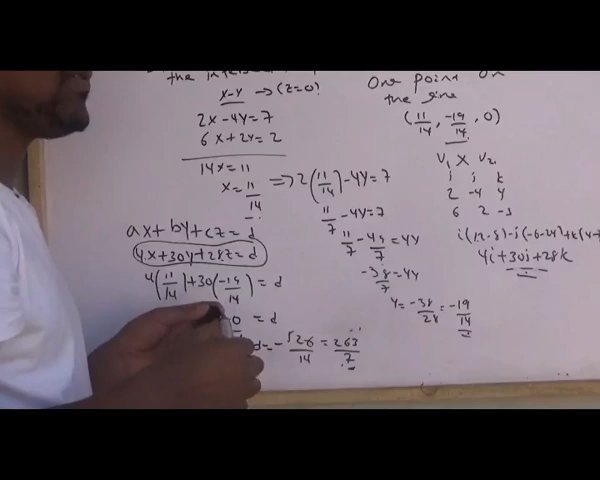 the
x-y → (z=0)
2x-4y=7
6x+2y=2
14x=11
x=11/14
=> 2(11/14)-4y=7
11/7-4y=7
11/7-49/7=4y
-38/7=4y
y=-38/28=-19/14
ax+by+cz=d
4x+30y+28z=d
4(11/14)+30(-19/14)=d
0 =d
d=-526/14=263/7
One point on
the line
(11/14, -19/14, 0)
V1 X V2
i j k
2 -4 4
6 2 -3
4i+30j+28k